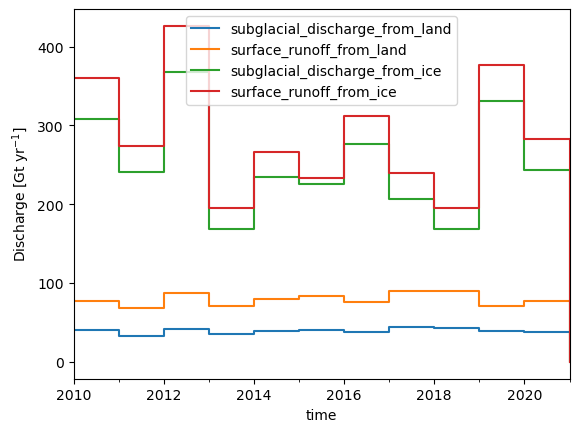 subglacial_discharge_from_land
surface_runoff_from_land
subglacial_discharge_from_ice
surface_runoff_from_ice
400
300
200
100
0
Discharge [Gt yr⁻¹]
2010 2012 2014 2016 2018 2020
time